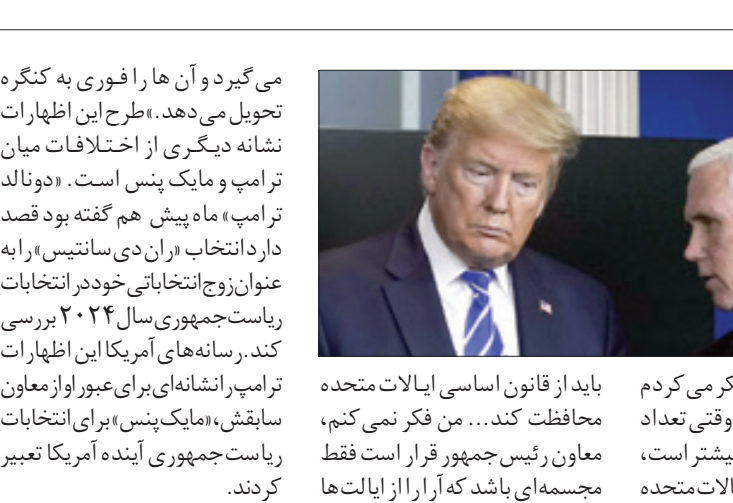 کر می کردم
وقتی تعداد
یشتر است،
الات متحده
باید از قانون اساسی ایالات متحده
محافظت کند... من فکر نمی کنم،
معاون رئیس جمهور قرار است فقط
مجسمه‌ای باشد که آرا را از ایالت‌ها
می گیرد و آن ها را فوری به کنگره
تحویل می‌دهد.» طرح این اظهارات
نشانه دیگری از اختلافات میان
ترامپ و مایک پنس است. «دونالد
ترامپ» ماه پیش هم گفته بود قصد
دارد انتخاب «ران دی سانتیس» را به
عنوان زوج انتخاباتی خود در انتخابات
ریاست‌جمهوری سال ۲۰۲۴ بررسی
کند. رسانه‌های آمریکا این اظهارات
ترامپ را نشانه‌ای برای عبور او از معاون
سابقش، «مایک پنس» برای انتخابات
ریاست‌جمهوری آینده آمریکا تعبیر
کردند.